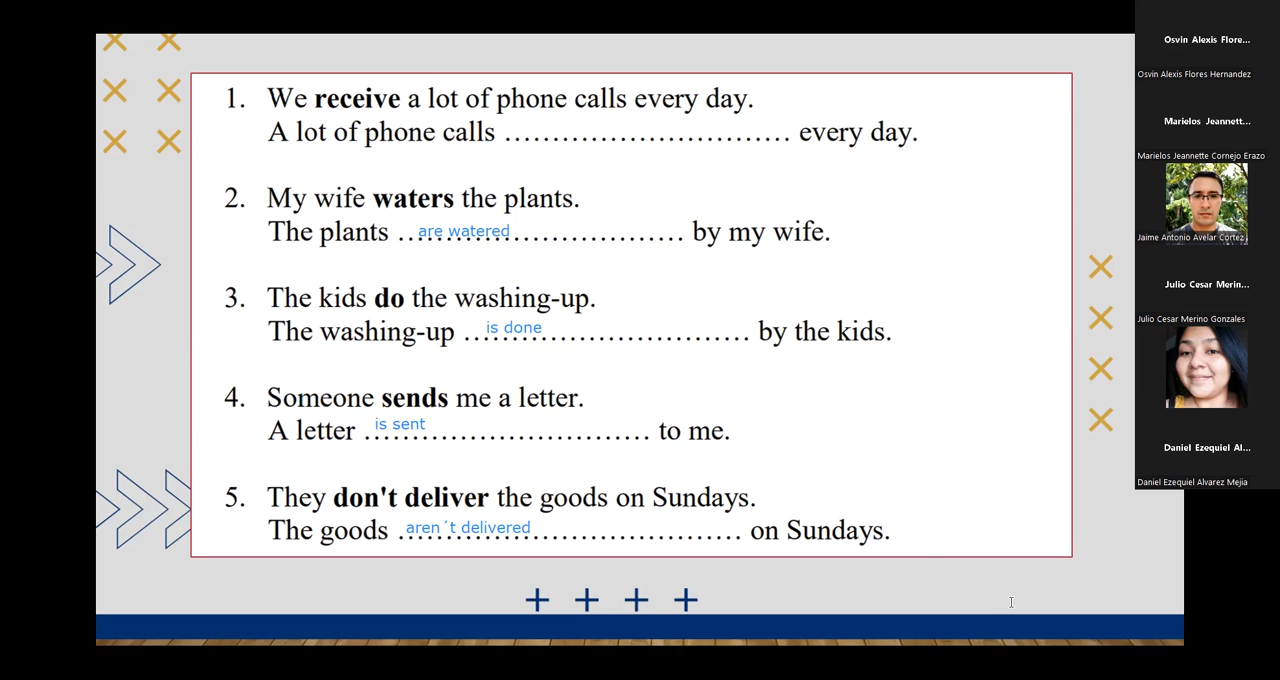 1. We receive a lot of phone calls every day.
A lot of phone calls ................................ every day.
2. My wife waters the plants.
The plants ...are watered................... by my wife.
3. The kids do the washing-up.
The washing-up ...is done....................... by the kids.
4. Someone sends me a letter.
A letter ...is sent......................... to me.
5. They don't deliver the goods on Sundays.
The goods ...aren´t delivered....................... on Sundays.
Osvin Alexis Flore...
Osvin Alexis Flores Hernandez
Marielos Jeannett...
Marielos Jeannette Cornejo Erazo
Jaime Antonio Avelar Cortez
Julio Cesar Merin...
Julio Cesar Merino Gonzales
Daniel Ezequiel Al...
Daniel Ezequiel Alvarez Mejia